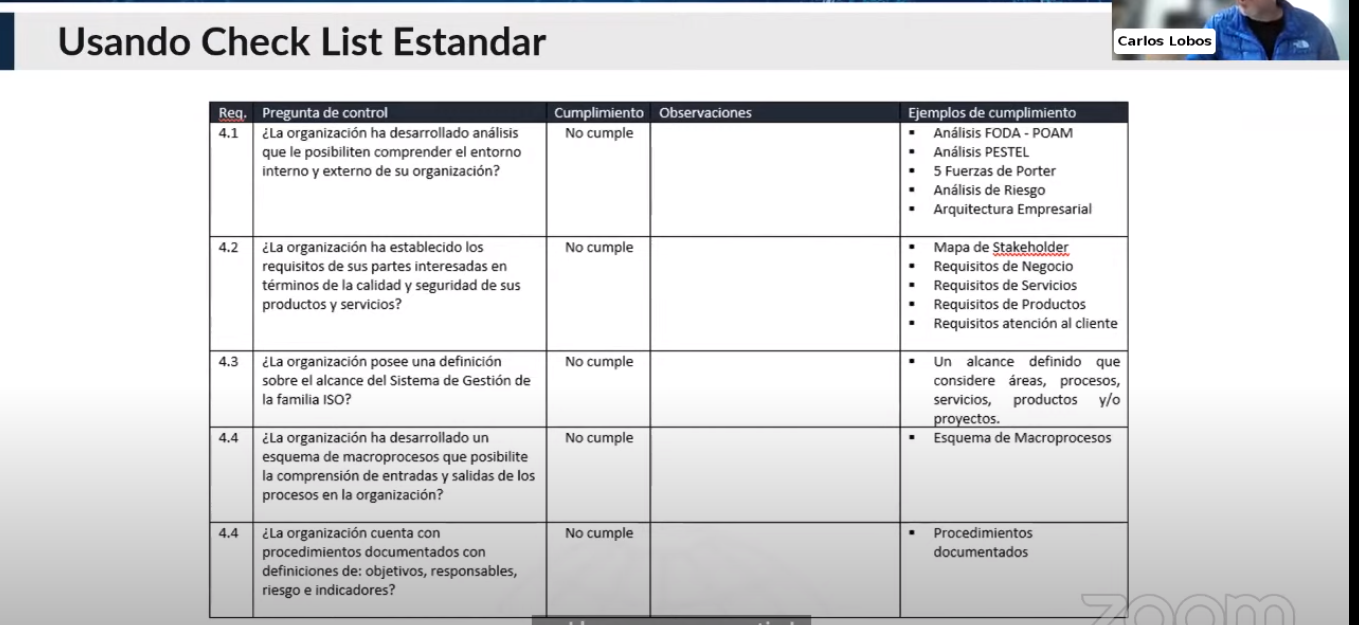 Usando Check List Estandar
Carlos Lobos
Req. Pregunta de control Cumplimiento Observaciones Ejemplos de cumplimiento
4.1 ¿La organización ha desarrollado análisis No cumple ▪ Análisis FODA - POAM
que le posibiliten comprender el entorno ▪ Análisis PESTEL
interno y externo de su organización? ▪ 5 Fuerzas de Porter
▪ Análisis de Riesgo
▪ Arquitectura Empresarial
4.2 ¿La organización ha establecido los No cumple ▪ Mapa de Stakeholder
requisitos de sus partes interesadas en ▪ Requisitos de Negocio
términos de la calidad y seguridad de sus ▪ Requisitos de Servicios
productos y servicios? ▪ Requisitos de Productos
▪ Requisitos atención al cliente
4.3 ¿La organización posee una definición No cumple ▪ Un alcance definido que
sobre el alcance del Sistema de Gestión de considere áreas, procesos,
la familia ISO? servicios, productos y/o
proyectos.
4.4 ¿La organización ha desarrollado un No cumple ▪ Esquema de Macroprocesos
esquema de macroprocesos que posibilite
la comprensión de entradas y salidas de los
procesos en la organización?
4.4 ¿La organización cuenta con No cumple ▪ Procedimientos
procedimientos documentados con documentados
definiciones de: objetivos, responsables,
riesgo e indicadores?
zoom